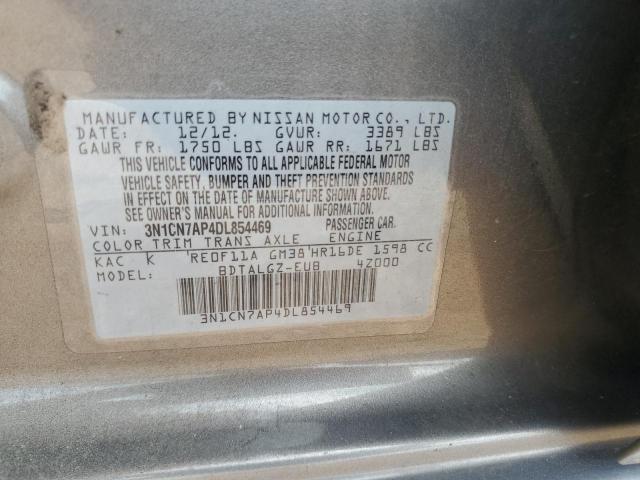 MANUFACTURED BY NISSAN MOTOR CO., LTD.
DATE: 12/12. GVWR: 3389 LBS
GAWR FR: 1750 LBS GAWR RR: 1671 LBS
THIS VEHICLE CONFORMS TO ALL APPLICABLE FEDERAL MOTOR
VEHICLE SAFETY, BUMPER AND THEFT PREVENTION STANDARDS
IN EFFECT ON THE DATE OF MANUFACTURE SHOWN ABOVE.
SEE OWNER'S MANUAL FOR ADDITIONAL INFORMATION.
VIN: 3N1CN7AP4DL854469 PASSENGER CAR.
COLOR TRIM TRANS AXLE ENGINE
KAC K RE0F11A GM38 HR16DE 1598 CC
MODEL: BDTALGZ-EUB 4Z000
3N1CN7AP4DL854469